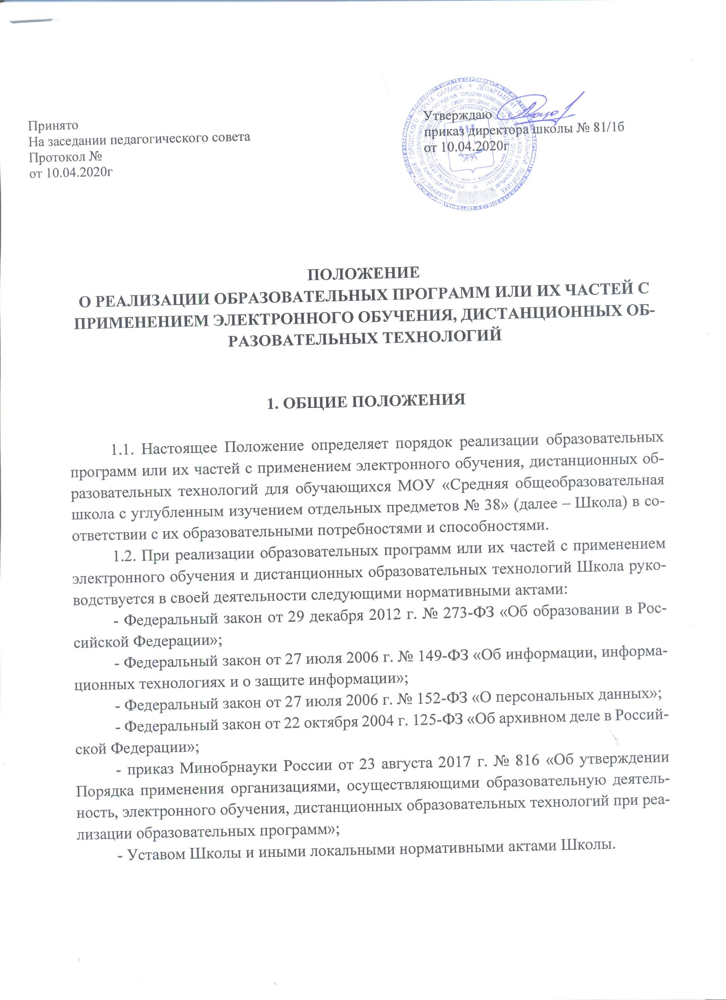 Принято
На заседании педагогического совета
Протокол №
от 10.04.2020г
Утверждаю
приказ директора школы № 81/1б
от 10.04.2020г
АДМИНИСТРАЦИЯ ГОРОДСКОГО ОКРУГА САРАНСК * ДЕПАРТАМЕНТ ПО СОЦИАЛЬНОЙ ПОЛИТИКЕ
ПОЛОЖЕНИЕ
О РЕАЛИЗАЦИИ ОБРАЗОВАТЕЛЬНЫХ ПРОГРАММ ИЛИ ИХ ЧАСТЕЙ С
ПРИМЕНЕНИЕМ ЭЛЕКТРОННОГО ОБУЧЕНИЯ, ДИСТАНЦИОННЫХ ОБ-
РАЗОВАТЕЛЬНЫХ ТЕХНОЛОГИЙ
1. ОБЩИЕ ПОЛОЖЕНИЯ
1.1. Настоящее Положение определяет порядок реализации образовательных
программ или их частей с применением электронного обучения, дистанционных об-
разовательных технологий для обучающихся МОУ «Средняя общеобразовательная
школа с углубленным изучением отдельных предметов № 38» (далее – Школа) в со-
ответствии с их образовательными потребностями и способностями.
1.2. При реализации образовательных программ или их частей с применением
электронного обучения и дистанционных образовательных технологий Школа руко-
водствуется в своей деятельности следующими нормативными актами:
- Федеральный закон от 29 декабря 2012 г. № 273-ФЗ «Об образовании в Рос-
сийской Федерации»;
- Федеральный закон от 27 июля 2006 г. № 149-ФЗ «Об информации, информа-
ционных технологиях и о защите информации»;
- Федеральный закон от 27 июля 2006 г. № 152-ФЗ «О персональных данных»;
- Федеральный закон от 22 октября 2004 г. 125-ФЗ «Об архивном деле в Россий-
ской Федерации»;
- приказ Минобрнауки России от 23 августа 2017 г. № 816 «Об утверждении
Порядка применения организациями, осуществляющими образовательную деятель-
ность, электронного обучения, дистанционных образовательных технологий при реа-
лизации образовательных программ»;
- Уставом Школы и иными локальными нормативными актами Школы.